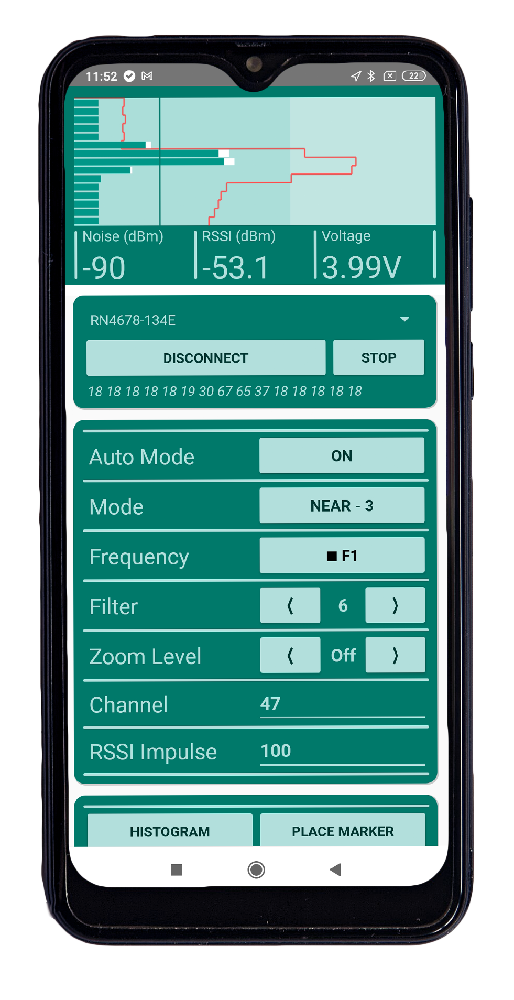 11:52 22
Noise (dBm) RSSI (dBm) Voltage
-90 -53.1 3.99V
RN4678-134E
DISCONNECT STOP
18 18 18 18 18 19 30 67 65 37 18 18 18 18 18
Auto Mode ON
Mode NEAR - 3
Frequency ■ F1
Filter ⟨ 6 ⟩
Zoom Level ⟨ Off ⟩
Channel 47
RSSI Impulse 100
HISTOGRAM PLACE MARKER